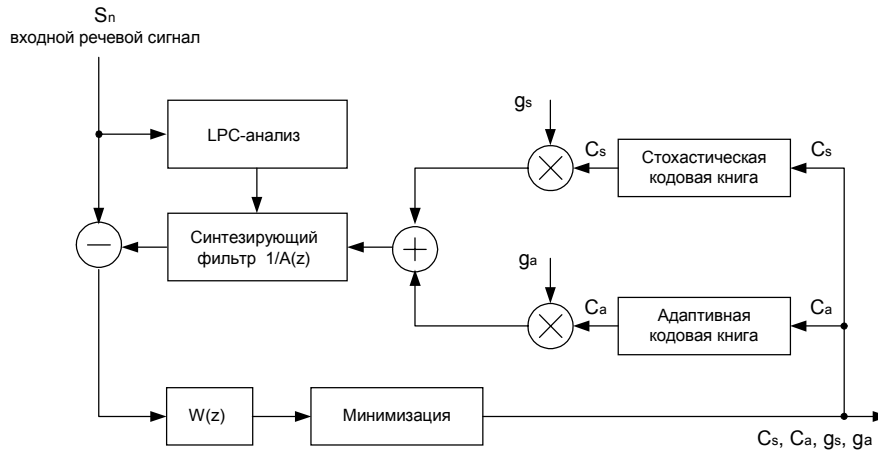 Sn
входной речевой сигнал
LPC-анализ
gs
Cs
Стохастическая
кодовая книга
Cs
Синтезирующий
фильтр 1/A(z)
ga
Ca
Адаптивная
кодовая книга
Ca
W(z)
Минимизация
Cs, Ca, gs, ga